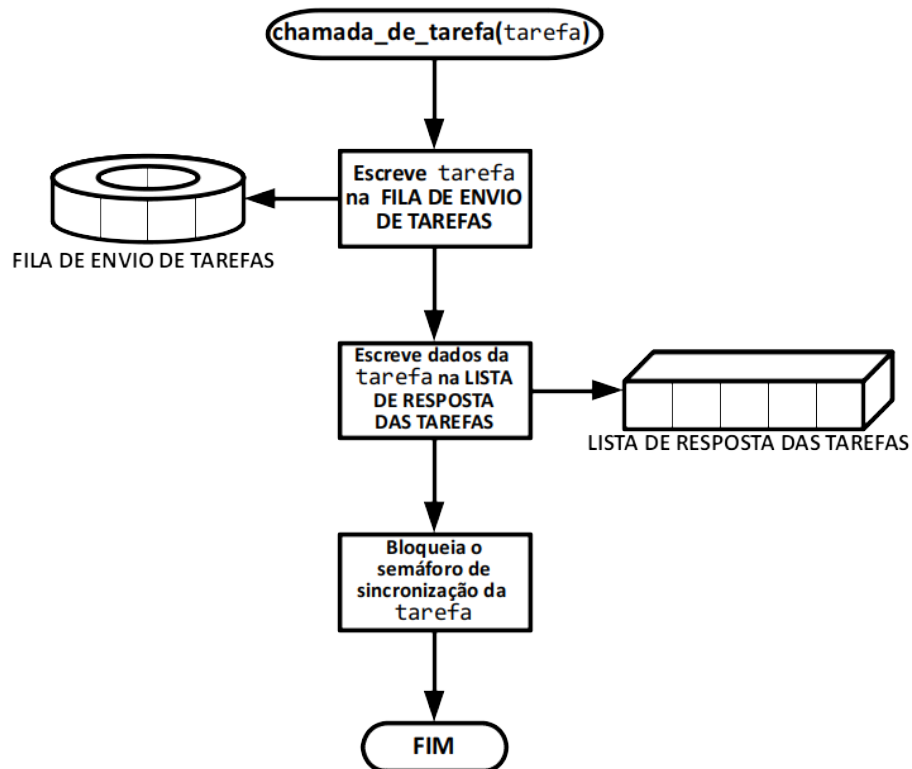 chamada_de_tarefa(tarefa)
Escreve tarefa
na FILA DE ENVIO
DE TAREFAS
FILA DE ENVIO DE TAREFAS
Escreve dados da
tarefa na LISTA
DE RESPOSTA
DAS TAREFAS
LISTA DE RESPOSTA DAS TAREFAS
Bloqueia o
semáforo de
sincronização da
tarefa
FIM